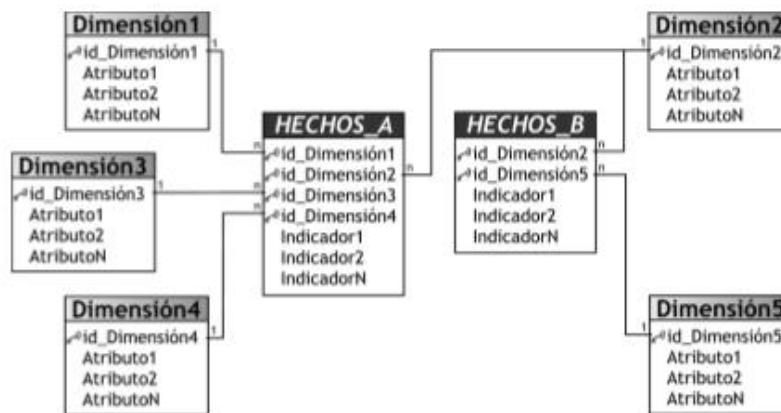 Dimensión1
id_Dimensión1
Atributo1
Atributo2
AtributoN
1
Dimensión3
id_Dimensión3
Atributo1
Atributo2
AtributoN
1
Dimensión4
id_Dimensión4
Atributo1
Atributo2
AtributoN
1
HECHOS_A
n
id_Dimensión1
id_Dimensión2
n
n
id_Dimensión3
n
id_Dimensión4
Indicador1
Indicador2
IndicadorN
HECHOS_B
id_Dimensión2
n
id_Dimensión5
n
Indicador1
Indicador2
IndicadorN
Dimensión2
1
id_Dimensión2
Atributo1
Atributo2
AtributoN
Dimensión5
1
id_Dimensión5
Atributo1
Atributo2
AtributoN